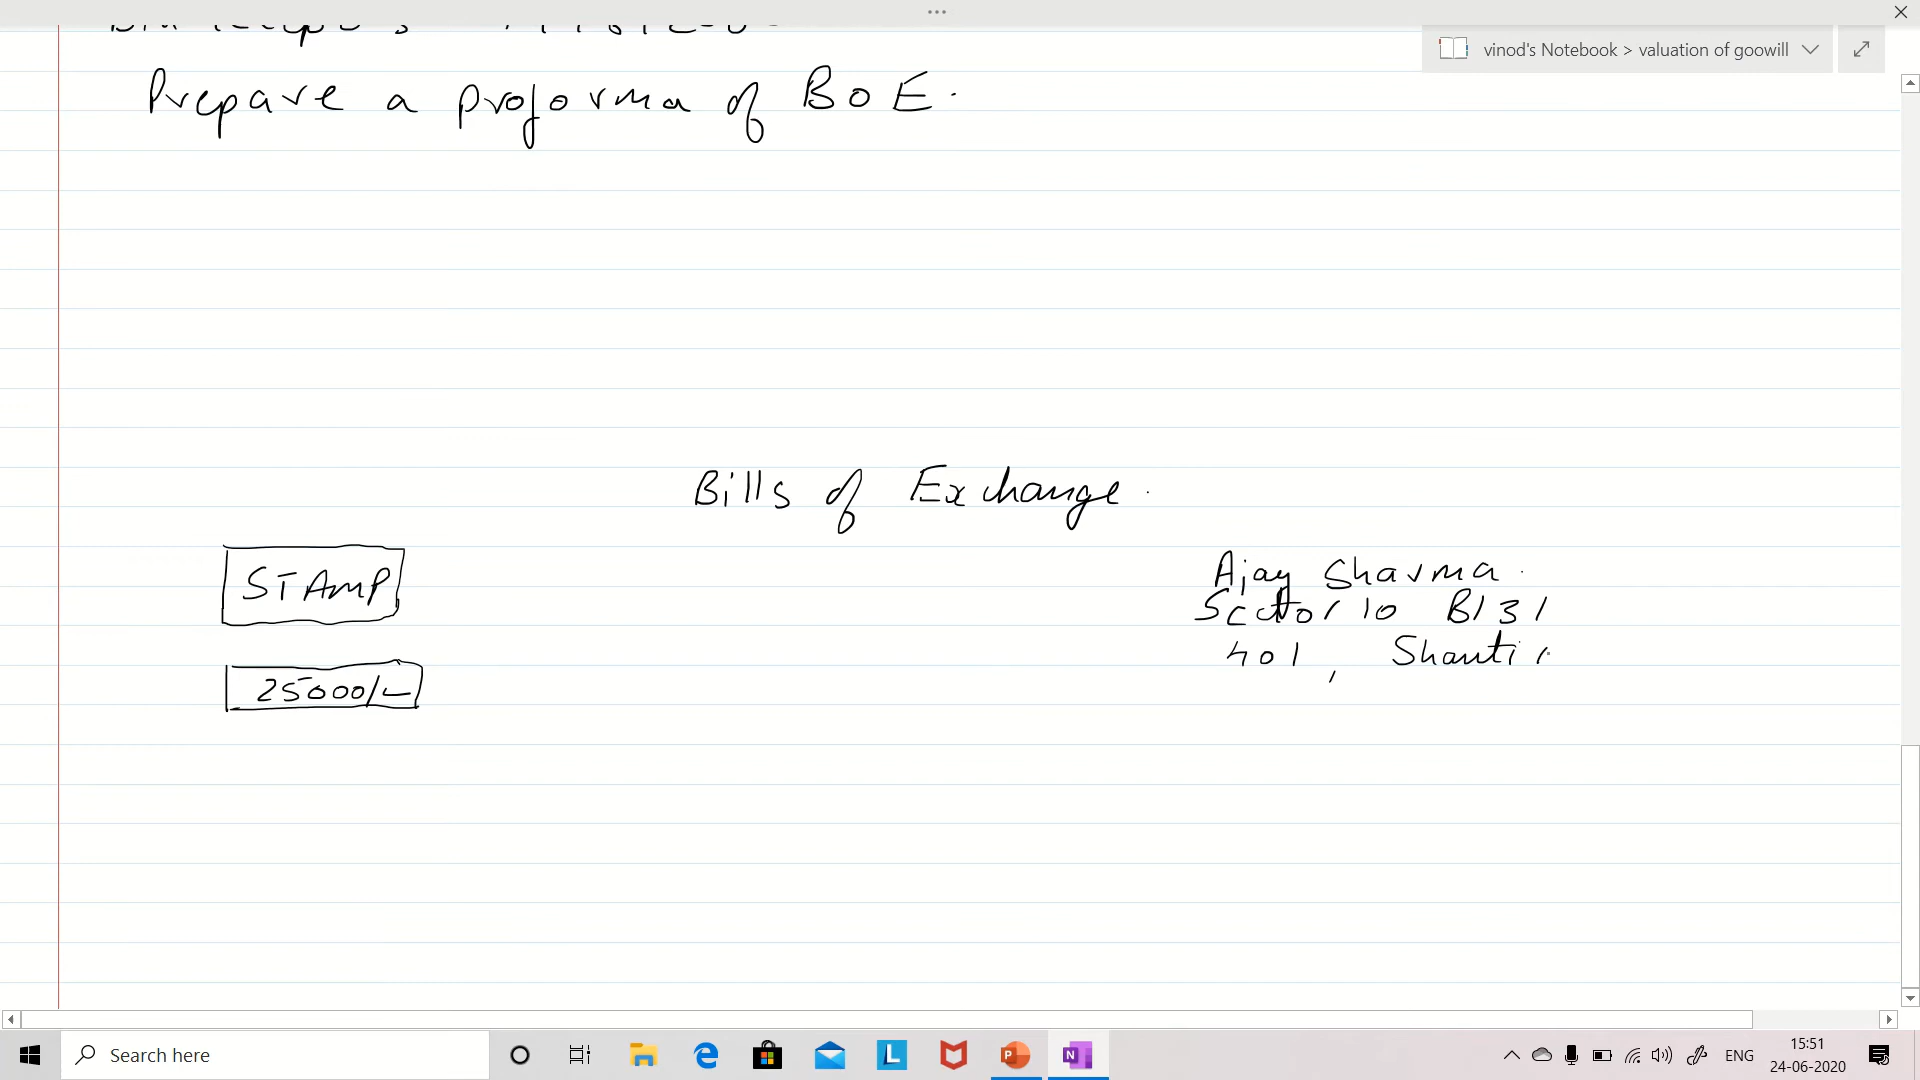 vinod's Notebook > valuation of goowill
Prepare a proforma of BOE.
Bills of Exchange.
STAMP
Ajay Sharma.
Sector 10 B131
25000/-
401, Shanti
Search here
ENG
15:51
24-06-2020